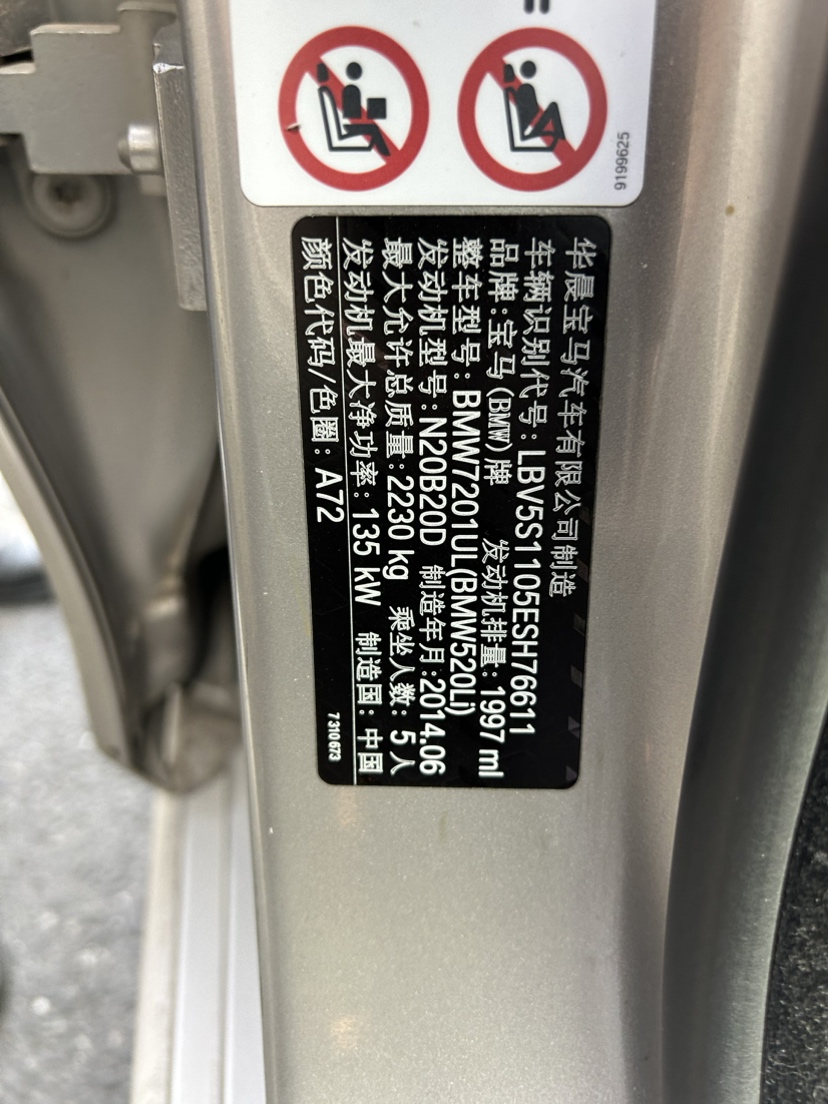 9199625
华晨宝马汽车有限公司制造
车辆识别代号:LBV5S1105ESH76611
品牌:宝马(BMW)牌 发动机排量:1997 ml
整车型号:BMW7201UL(BMW520Li)
发动机型号:N20B20D 制造年月:2014.06
最大允许总质量:2230 kg 乘坐人数:5人
发动机最大净功率:135 kW 制造国:中国
颜色代码/色圈:A72
7310673